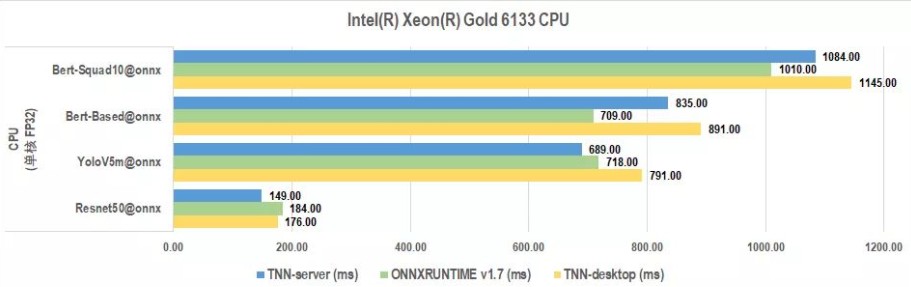 Intel(R) Xeon(R) Gold 6133 CPU
CPU
(单核 FP32)
Bert-Squad10@onnx
1084.00
1010.00
1145.00
Bert-Based@onnx
835.00
709.00
891.00
YoloV5m@onnx
689.00
718.00
791.00
Resnet50@onnx
149.00
184.00
176.00
0.00 200.00 400.00 600.00 800.00 1000.00 1200.00
TNN-server (ms) ONNXRUNTIME v1.7 (ms) TNN-desktop (ms)